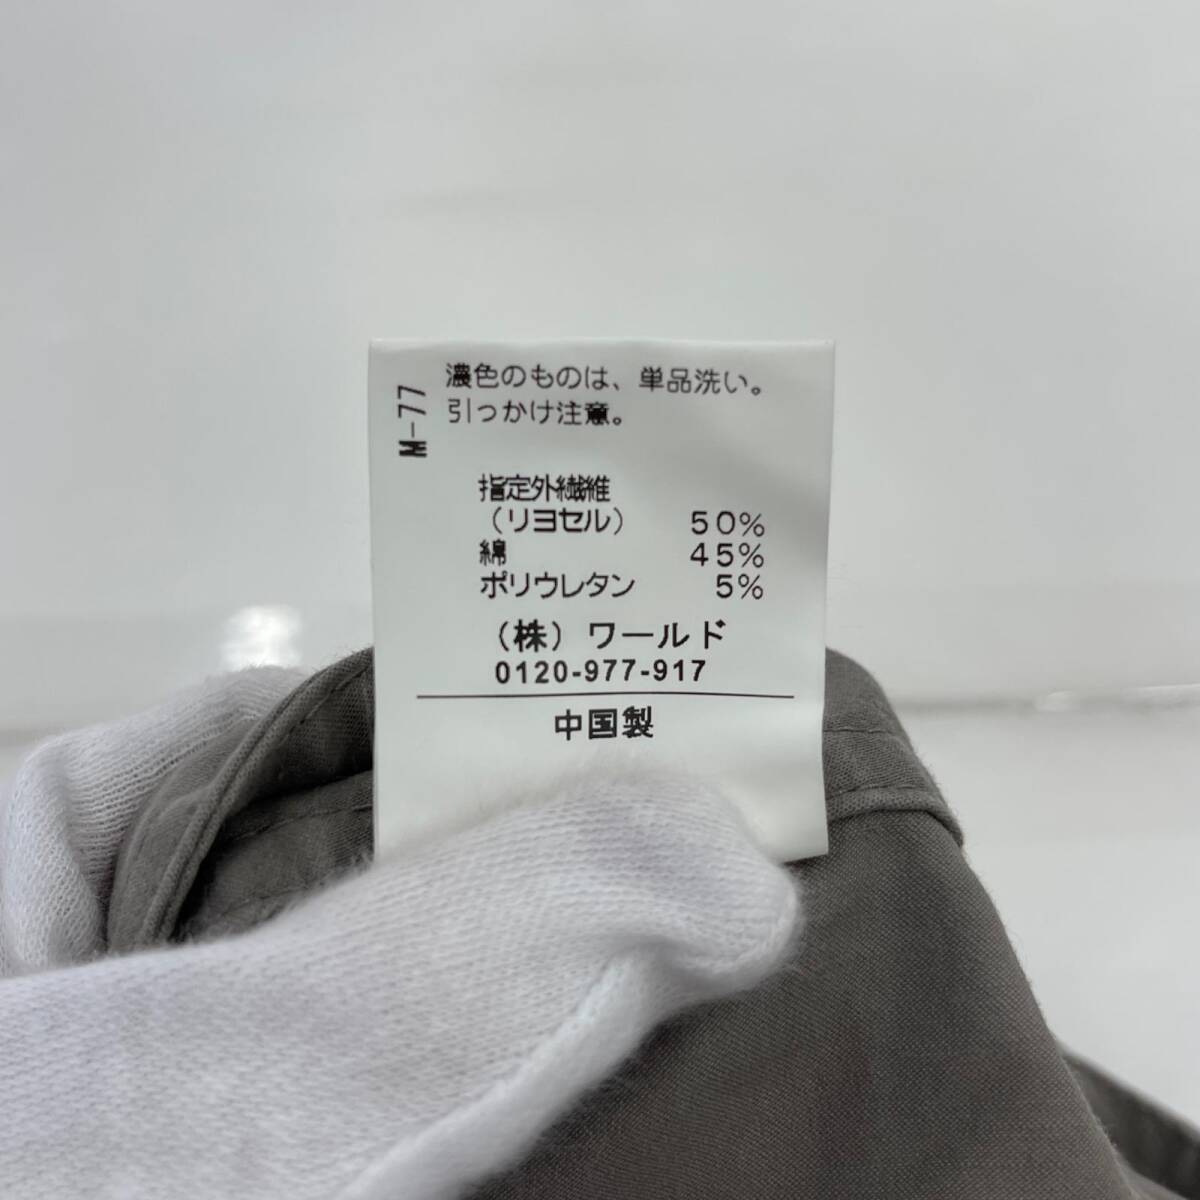 濃色のものは、単品洗い。
引っかけ注意。
M-77
指定外繊維
（リヨセル） 50%
綿 45%
ポリウレタン 5%
（株）ワールド
0120-977-917
中国製